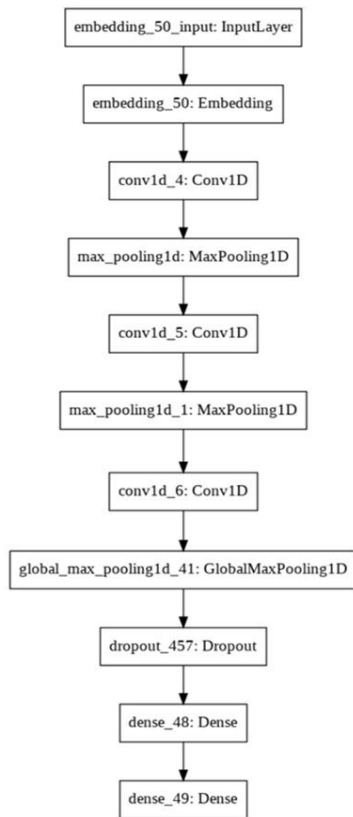 embedding_50_input: InputLayer
embedding_50: Embedding
conv1d_4: Conv1D
max_pooling1d: MaxPooling1D
conv1d_5: Conv1D
max_pooling1d_1: MaxPooling1D
conv1d_6: Conv1D
global_max_pooling1d_41: GlobalMaxPooling1D
dropout_457: Dropout
dense_48: Dense
dense_49: Dense